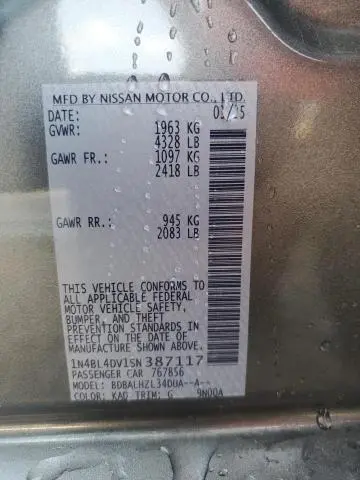 MFD BY NISSAN MOTOR CO., LTD.
DATE: 03/25
GVWR: 1963 KG
4328 LB
GAWR FR.: 1097 KG
2418 LB
GAWR RR.: 945 KG
2083 LB
THIS VEHICLE CONFORMS TO
ALL APPLICABLE FEDERAL
MOTOR VEHICLE SAFETY,
BUMPER, AND THEFT
PREVENTION STANDARDS
IN EFFECT ON THE DATE
OF MANUFACTURE SHOWN ABOVE.
1N4BL4DV1SN387117
PASSENGER CAR 767856
MODEL: BDBALHZL34DUA--A--
COLOR: KAD TRIM: G 9NDQA